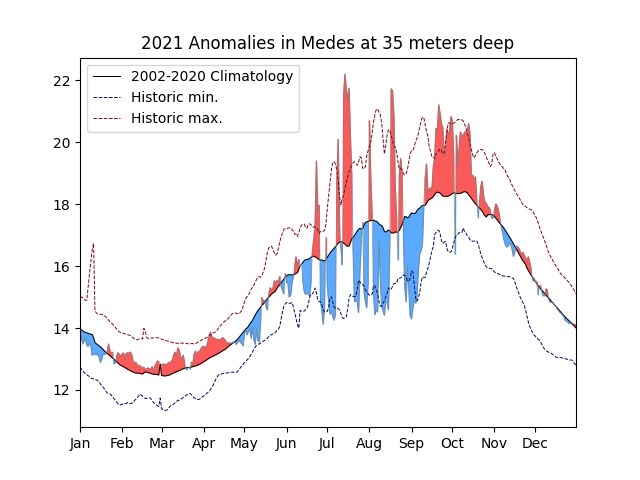 2021 Anomalies in Medes at 35 meters deep
2002-2020 Climatology
Historic min.
Historic max.
22
20
18
16
14
12
Jan Feb Mar Apr May Jun Jul Aug Sep Oct Nov Dec